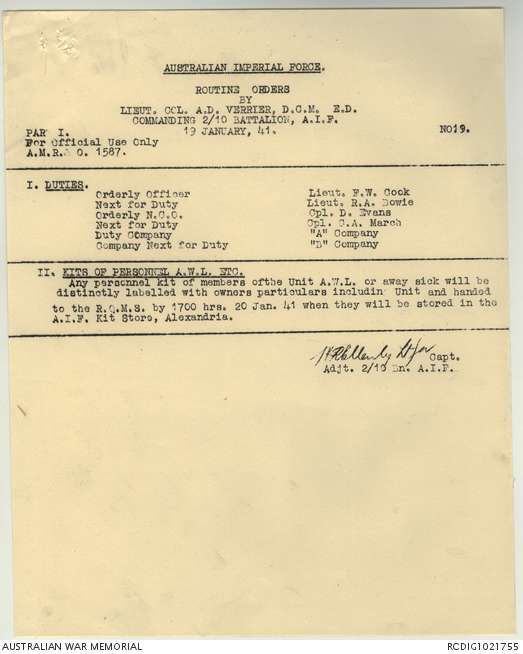 AUSTRALIAN IMPERIAL FORCE.
ROUTINE ORDERS
BY
LIEUT. COL. A.D. VERRIER, D.C.M. E.D.
COMMANDING 2/10 BATTALION, A.I.F.
PART I. 19 JANUARY, 41. NO19.
For Official Use Only
A.M.R.& O. 1587.
I. DUTIES.
Orderly Officer Lieut. F.W. Cook
Next for Duty Lieut. R.A. Bowie
Orderly N.C.O. Cpl. D. Evans
Next for Duty Cpl. C.A. March
Duty Company "A" Company
Company Next for Duty "B" Company
II. KITS OF PERSONNEL A.W.L. ETC.
Any personnel kit of members ofthe Unit A.W.L. or away sick will be
distinctly labelled with owners particulars includin Unit and handed
to the R.Q.M.S. by 1700 hrs. 20 Jan. 41 when they will be stored in the
A.I.F. Kit Store, Alexandria.
Lt for Capt.
Adjt. 2/10 Bn. A.I.F.
AUSTRALIAN WAR MEMORIAL
RCDIG1021755